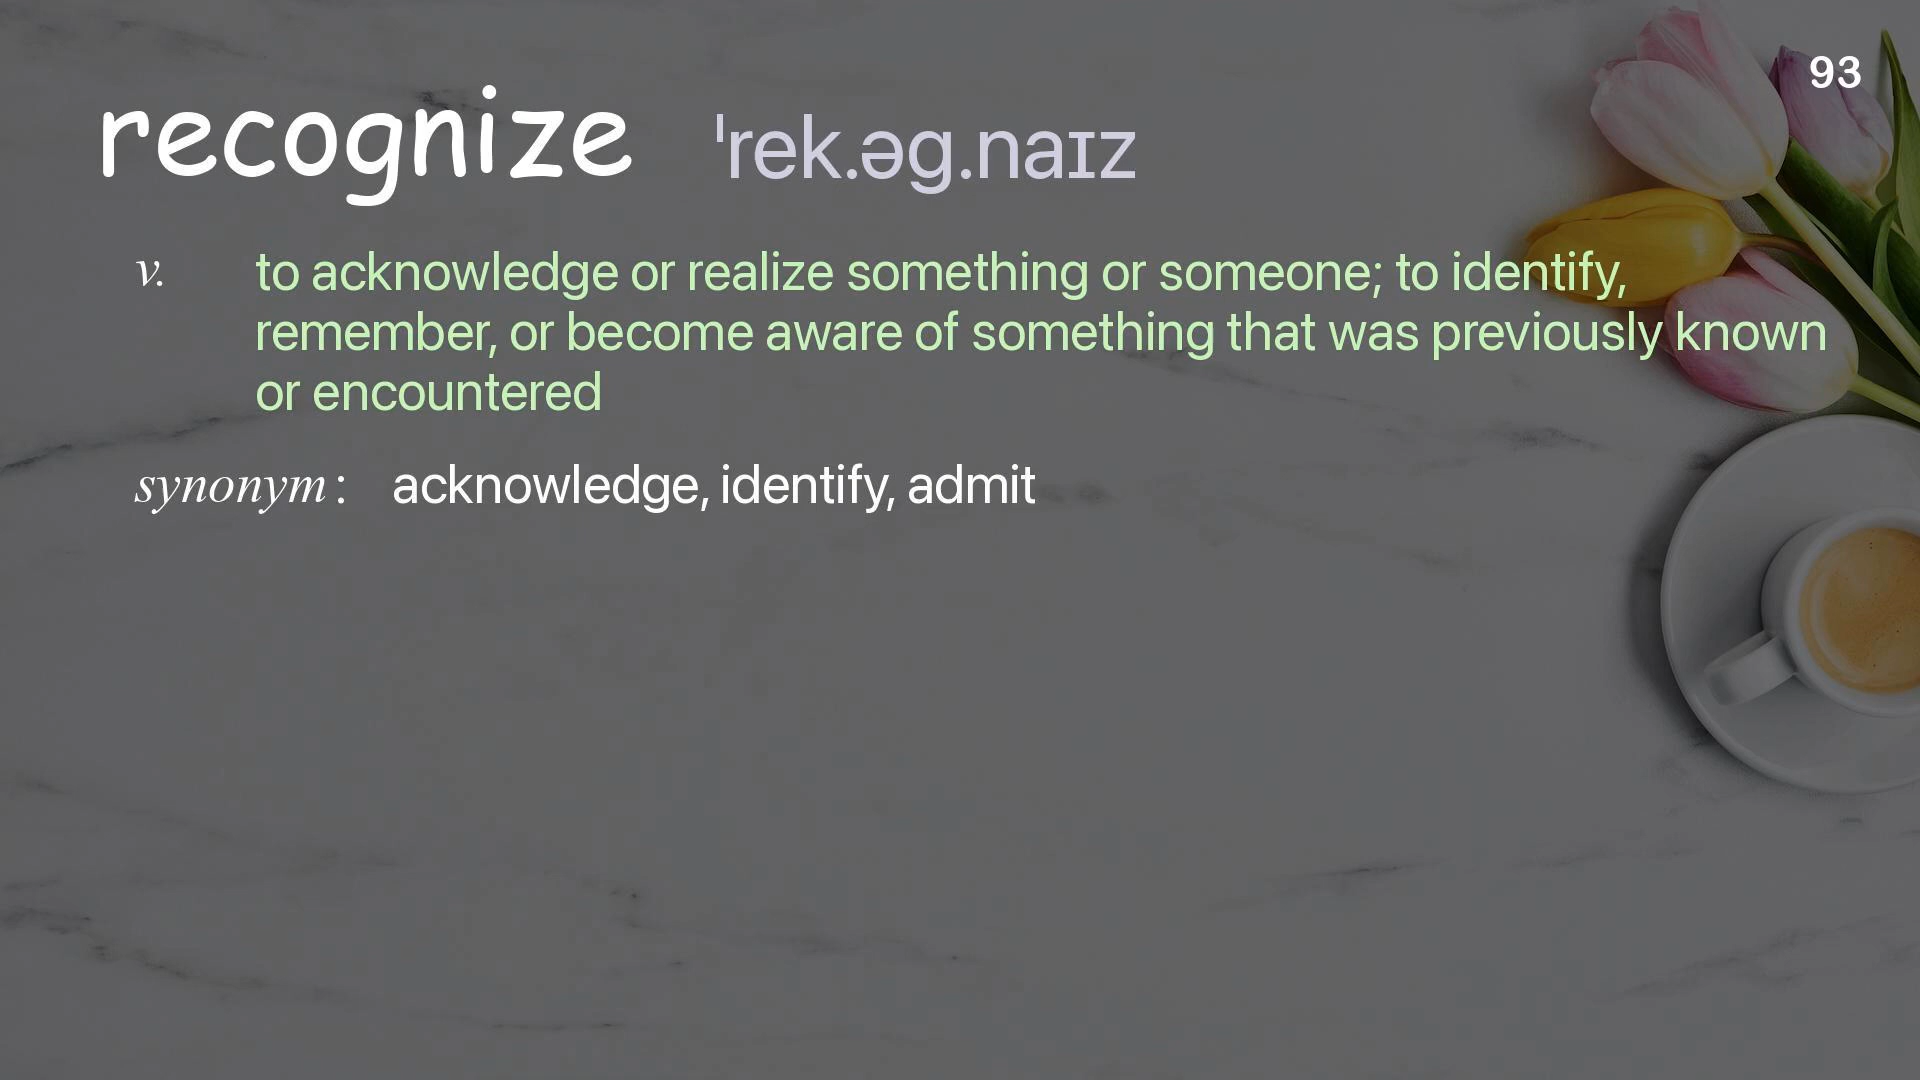 93
recognize ˈrek.əg.naɪz
v. to acknowledge or realize something or someone; to identify,
remember, or become aware of something that was previously known
or encountered
synonym : acknowledge, identify, admit